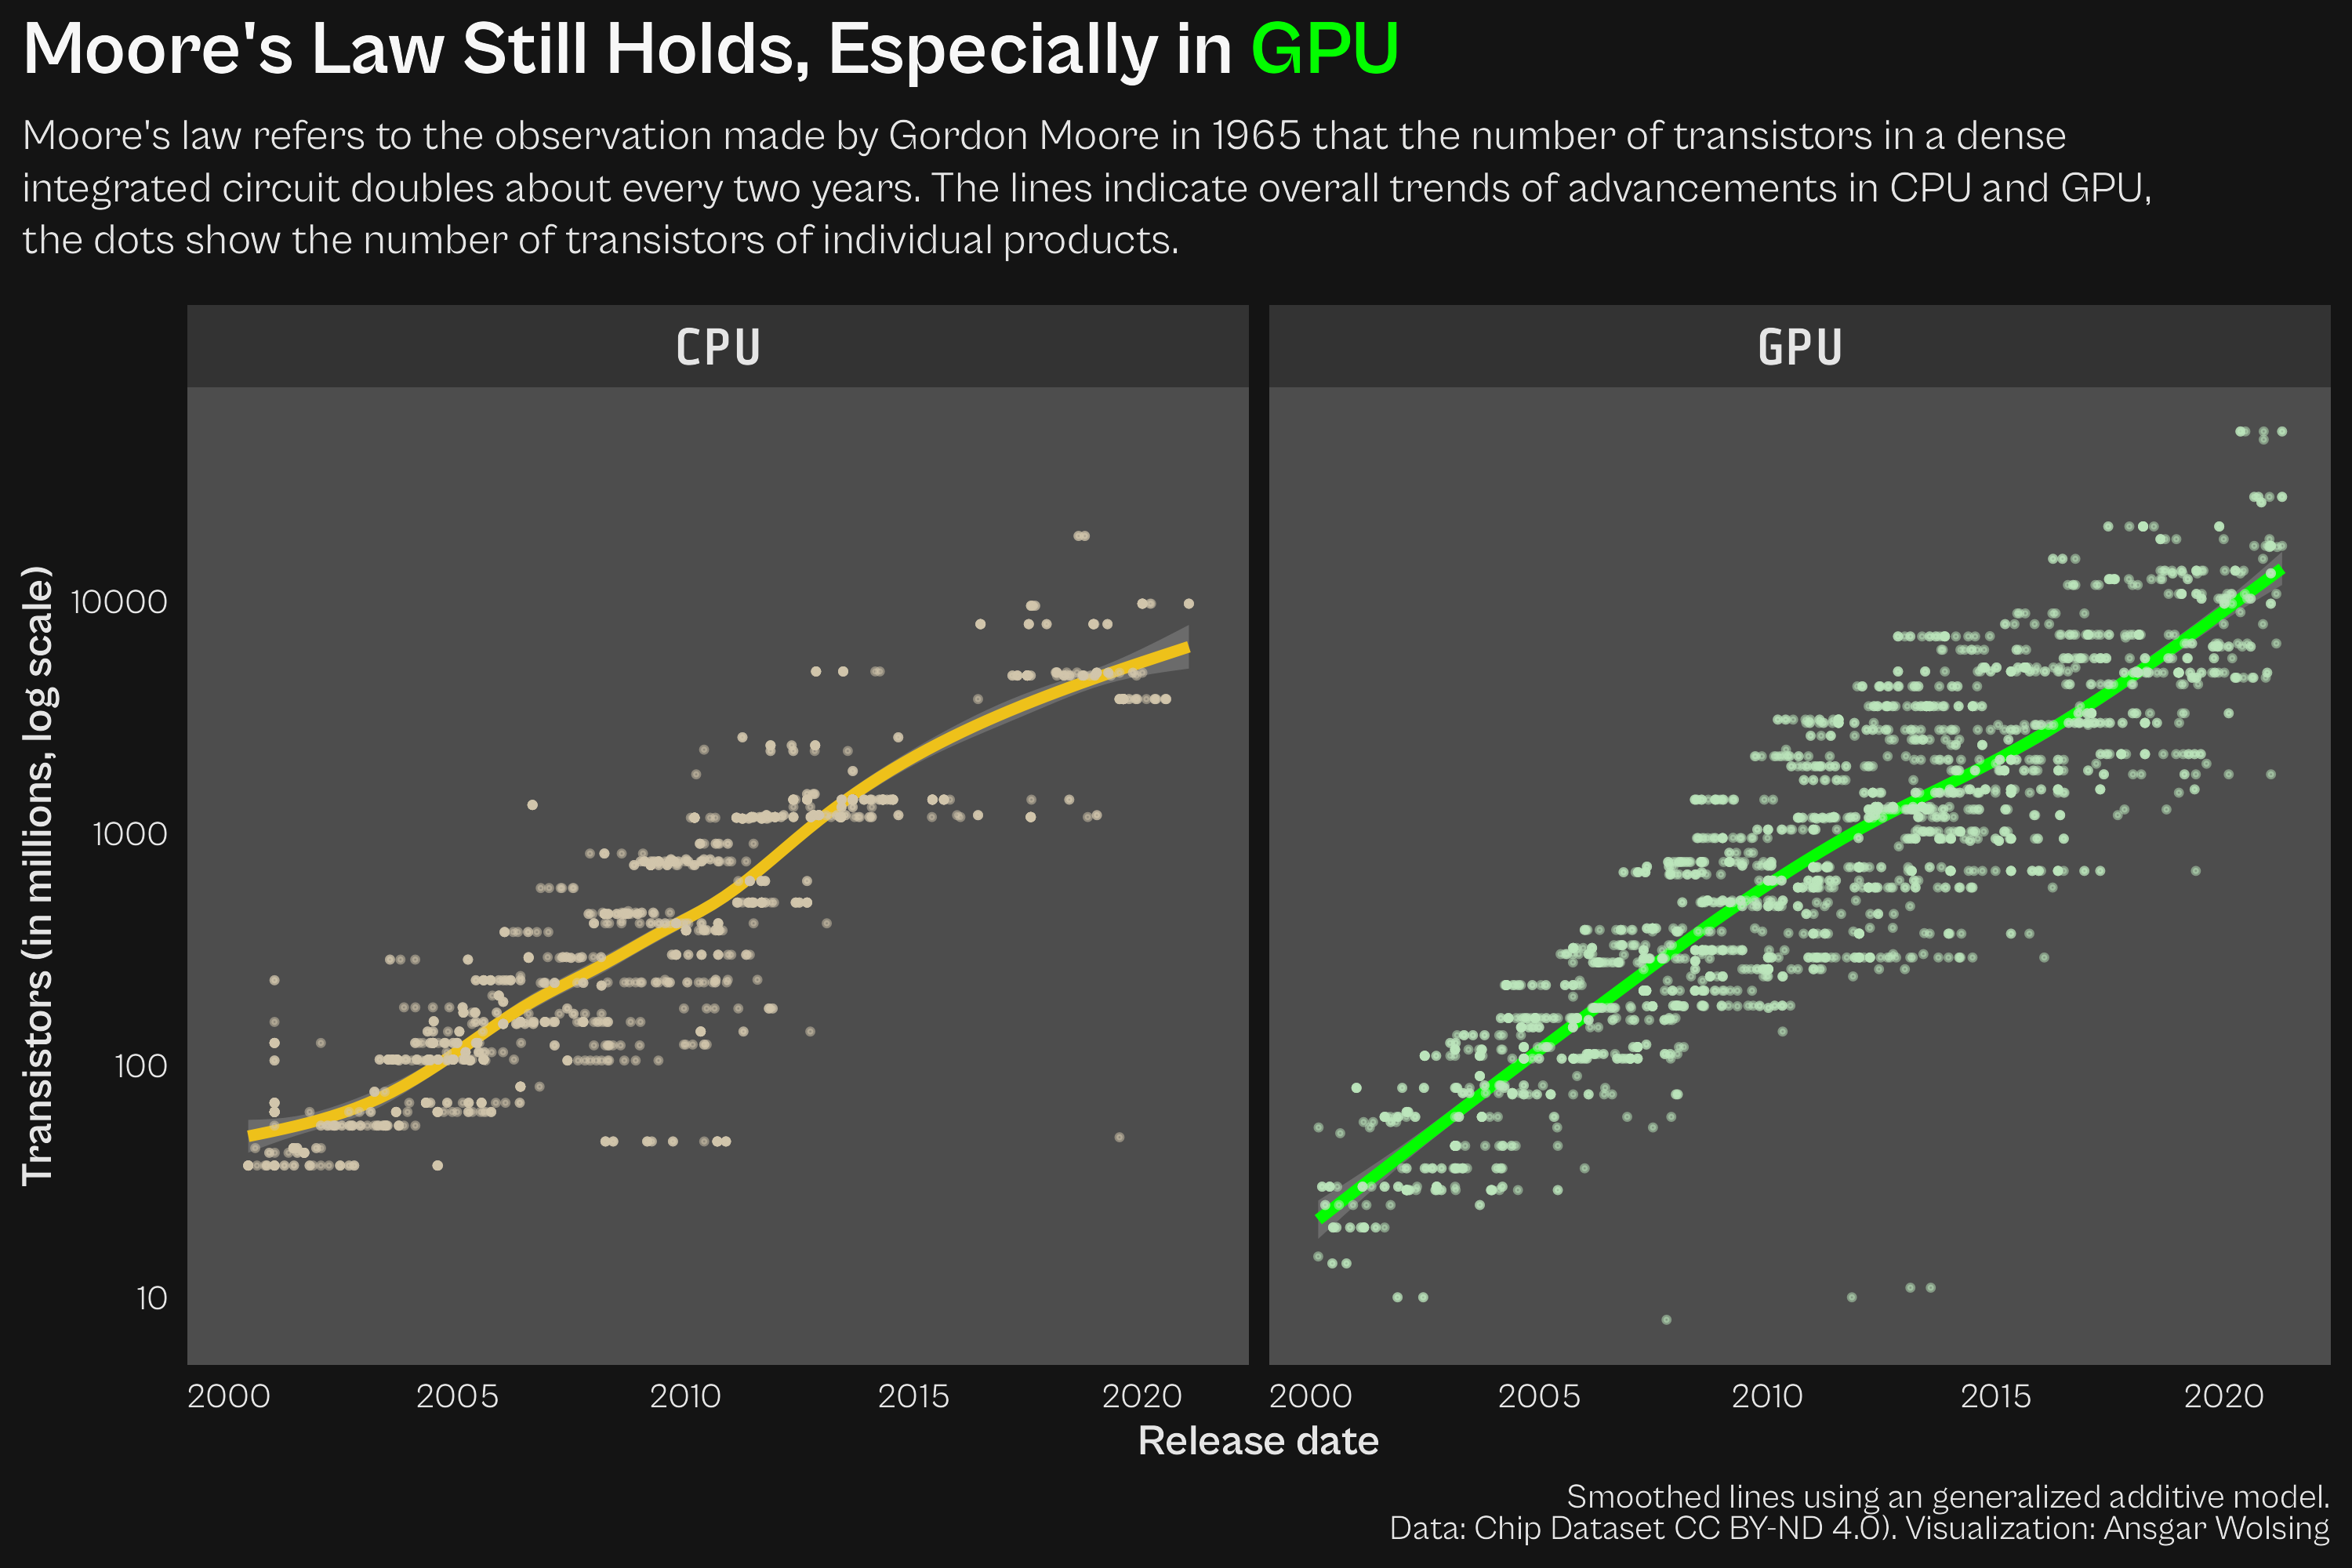 Moore's Law Still Holds, Especially in GPU
Moore's law refers to the observation made by Gordon Moore in 1965 that the number of transistors in a dense
integrated circuit doubles about every two years. The lines indicate overall trends of advancements in CPU and GPU,
the dots show the number of transistors of individual products.
CPU
GPU
Transistors (in millions, log scale)
10000
1000
100
10
2000 2005 2010 2015 2020
2000 2005 2010 2015 2020
Release date
Smoothed lines using an generalized additive model.
Data: Chip Dataset CC BY-ND 4.0). Visualization: Ansgar Wolsing